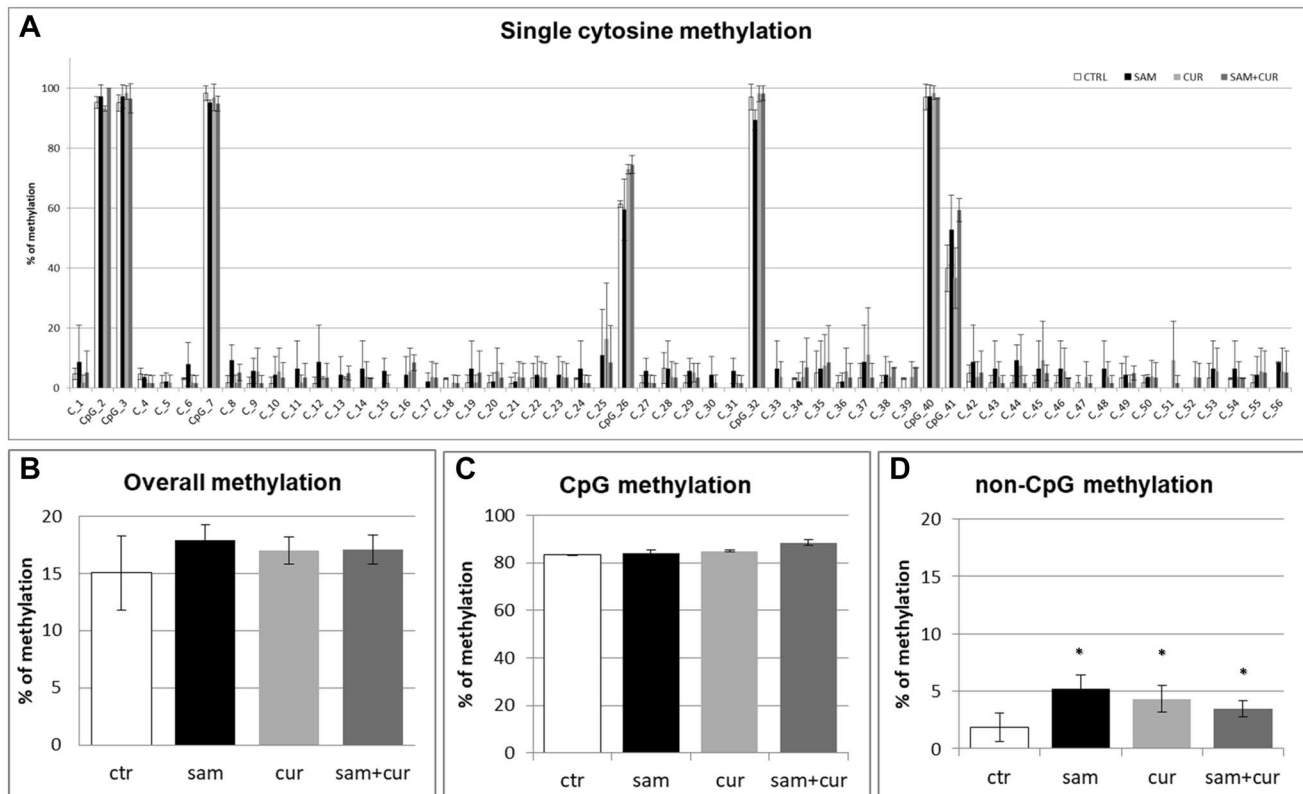 A
Single cytosine methylation
CTRL SAM CUR SAM+CUR
% of methylation
100
80
60
40
20
0
C_1 CpG_2 CpG_3 C_4 C_5 C_6 CpG_7 C_8 C_9 C_10 C_11 C_12 C_13 C_14 C_15 C_16 C_17 C_18 C_19 C_20 C_21 C_22 C_23 C_24 C_25 CpG_26 C_27 C_28 C_29 C_30 C_31 CpG_32 C_33 C_34 C_35 C_36 C_37 C_38 C_39 CpG_40 CpG_41 C_42 C_43 C_44 C_45 C_46 C_47 C_48 C_49 C_50 C_51 C_52 C_53 C_54 C_55 C_56
B
Overall methylation
% of methylation
20
15
10
5
0
ctr sam cur sam+cur
C
CpG methylation
% of methylation
100
80
60
40
20
0
ctr sam cur sam+cur
D
non-CpG methylation
% of methylation
20
15
10
5
0
* * *
ctr sam cur sam+cur